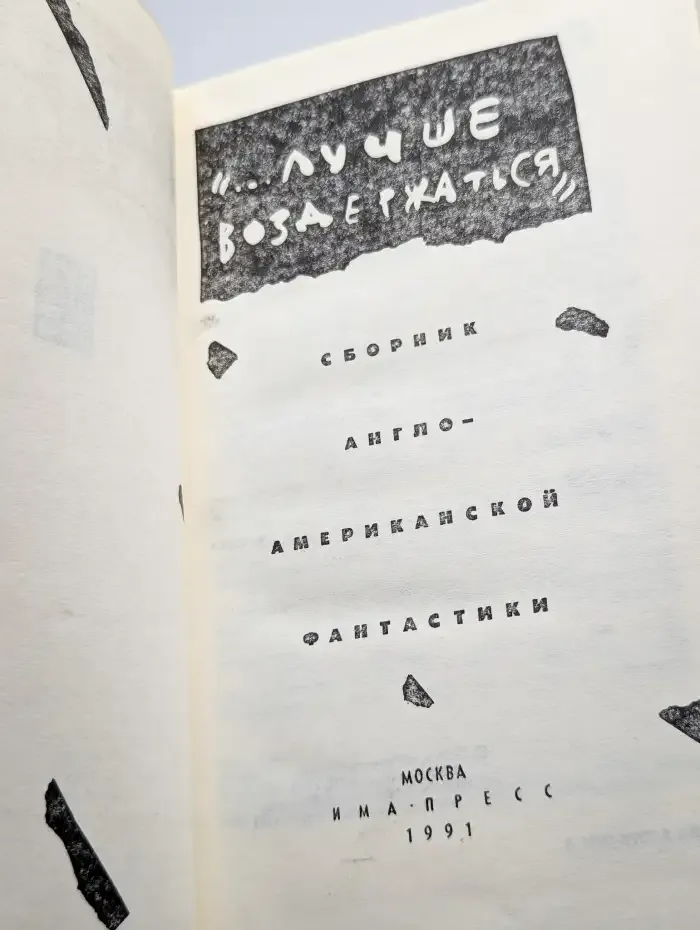 “...ЛУЧШЕ
ВОЗДЕРЖАТЬСЯ”
СБОРНИК
АНГЛО-
АМЕРИКАНСКОЙ
ФАНТАСТИКИ
МОСКВА
ИМА·ПРЕСС
1991